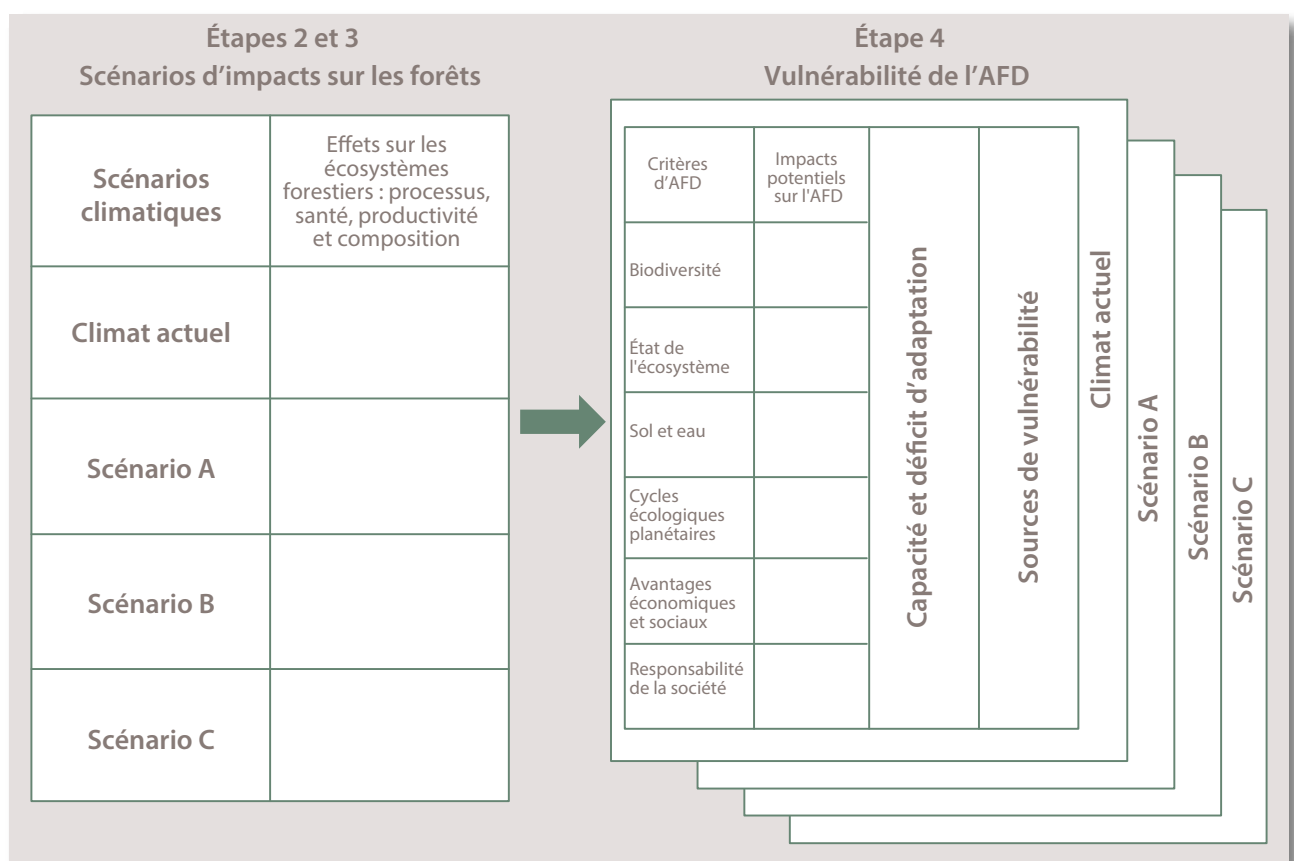 Étapes 2 et 3
Scénarios d’impacts sur les forêts
Scénarios
climatiques
Effets sur les
écosystèmes
forestiers : processus,
santé, productivité
et composition
Climat actuel
Scénario A
Scénario B
Scénario C
Étape 4
Vulnérabilité de l’AFD
Critères
d’AFD
Impacts
potentiels
sur l'AFD
Biodiversité
État de
l'écosystème
Sol et eau
Cycles
écologiques
planétaires
Avantages
économiques
et sociaux
Responsabilité
de la société
Capacité et déficit d’adaptation
Sources de vulnérabilité
Climat actuel
Scénario A
Scénario B
Scénario C